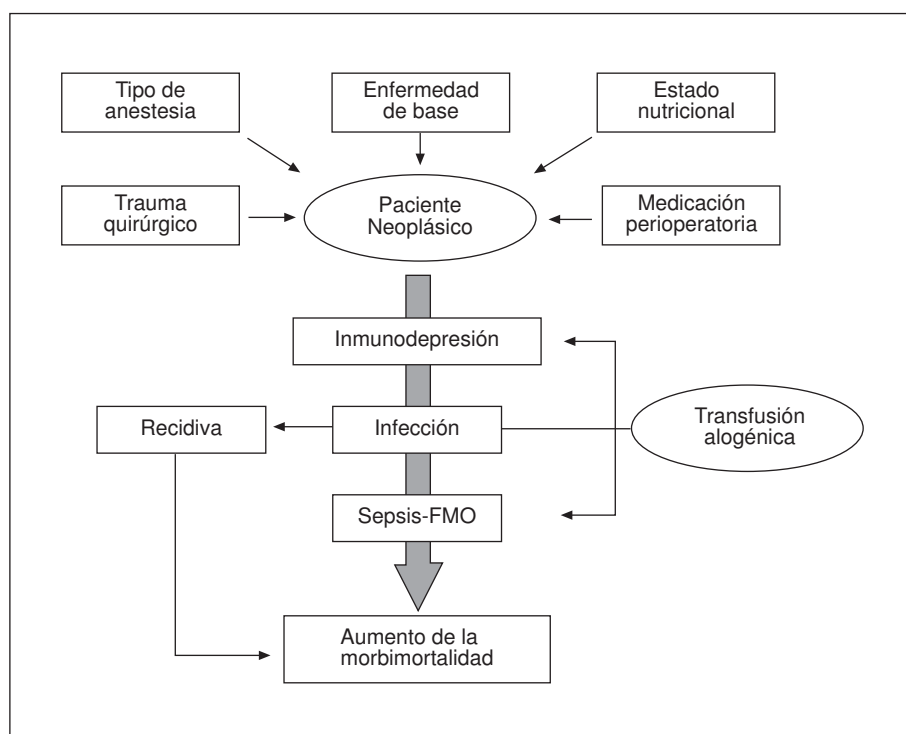 Tipo de
anestesia
Enfermedad
de base
Estado
nutricional
Trauma
quirúrgico
Paciente
Neoplásico
Medicación
perioperatoria
Inmunodepresión
Recidiva
Infección
Transfusión
alogénica
Sepsis-FMO
Aumento de la
morbimortalidad